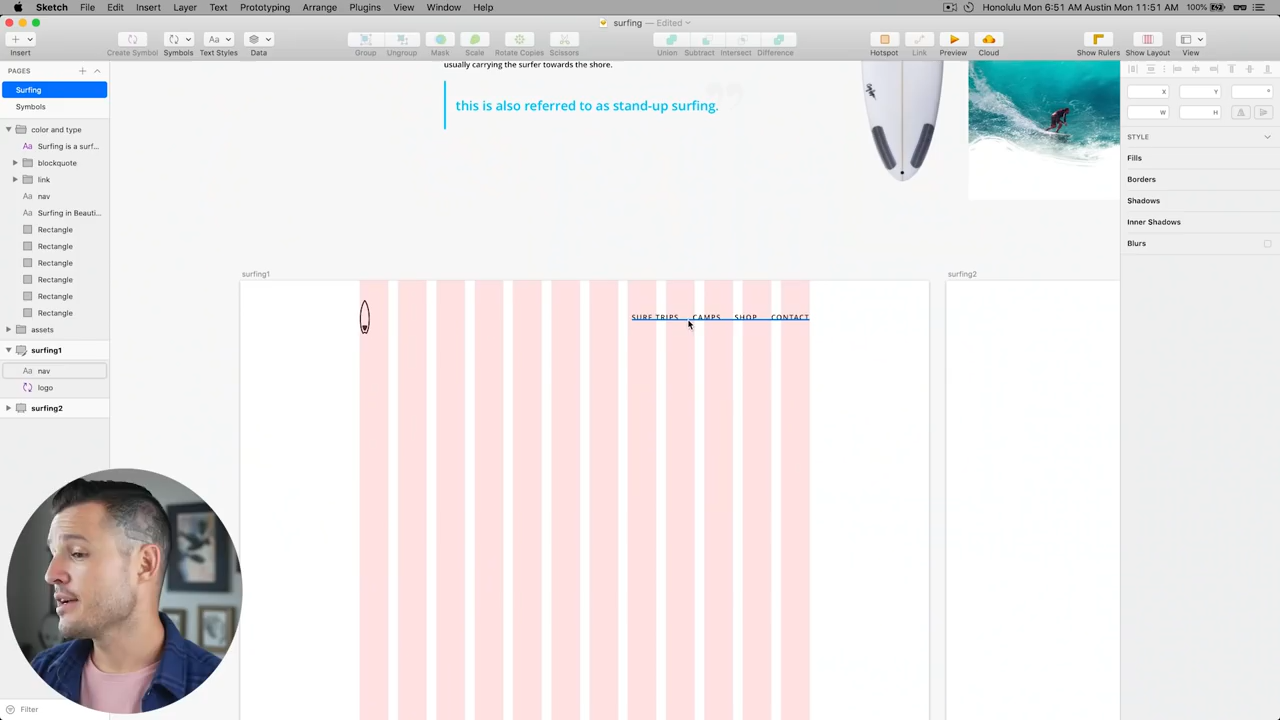 Sketch File Edit Insert Layer Text Prototyping Arrange Plugins View Window Help
Honolulu Mon 6:51 AM Austin Mon 11:51 AM 100%
surfing — Edited
Insert Create Symbol Symbols Text Styles Data Group Ungroup Mask Scale Rotate Copies Scissors Union Subtract Intersect Difference Hotspot Link Preview Cloud Show Rulers Show Layout View
PAGES
Surfing
Symbols
color and type
Aa Surfing is a surf...
blockquote
link
Aa nav
Aa Surfing in Beauti...
Rectangle
Rectangle
Rectangle
Rectangle
Rectangle
Rectangle
assets
surfing1
Aa nav
logo
surfing2
Filter
usually carrying the surfer towards the shore.
this is also referred to as stand-up surfing.
surfing1
surfing2
SURF TRIPS CAMPS SHOP CONTACT
X Y °
W H
STYLE
Fills
Borders
Shadows
Inner Shadows
Blurs